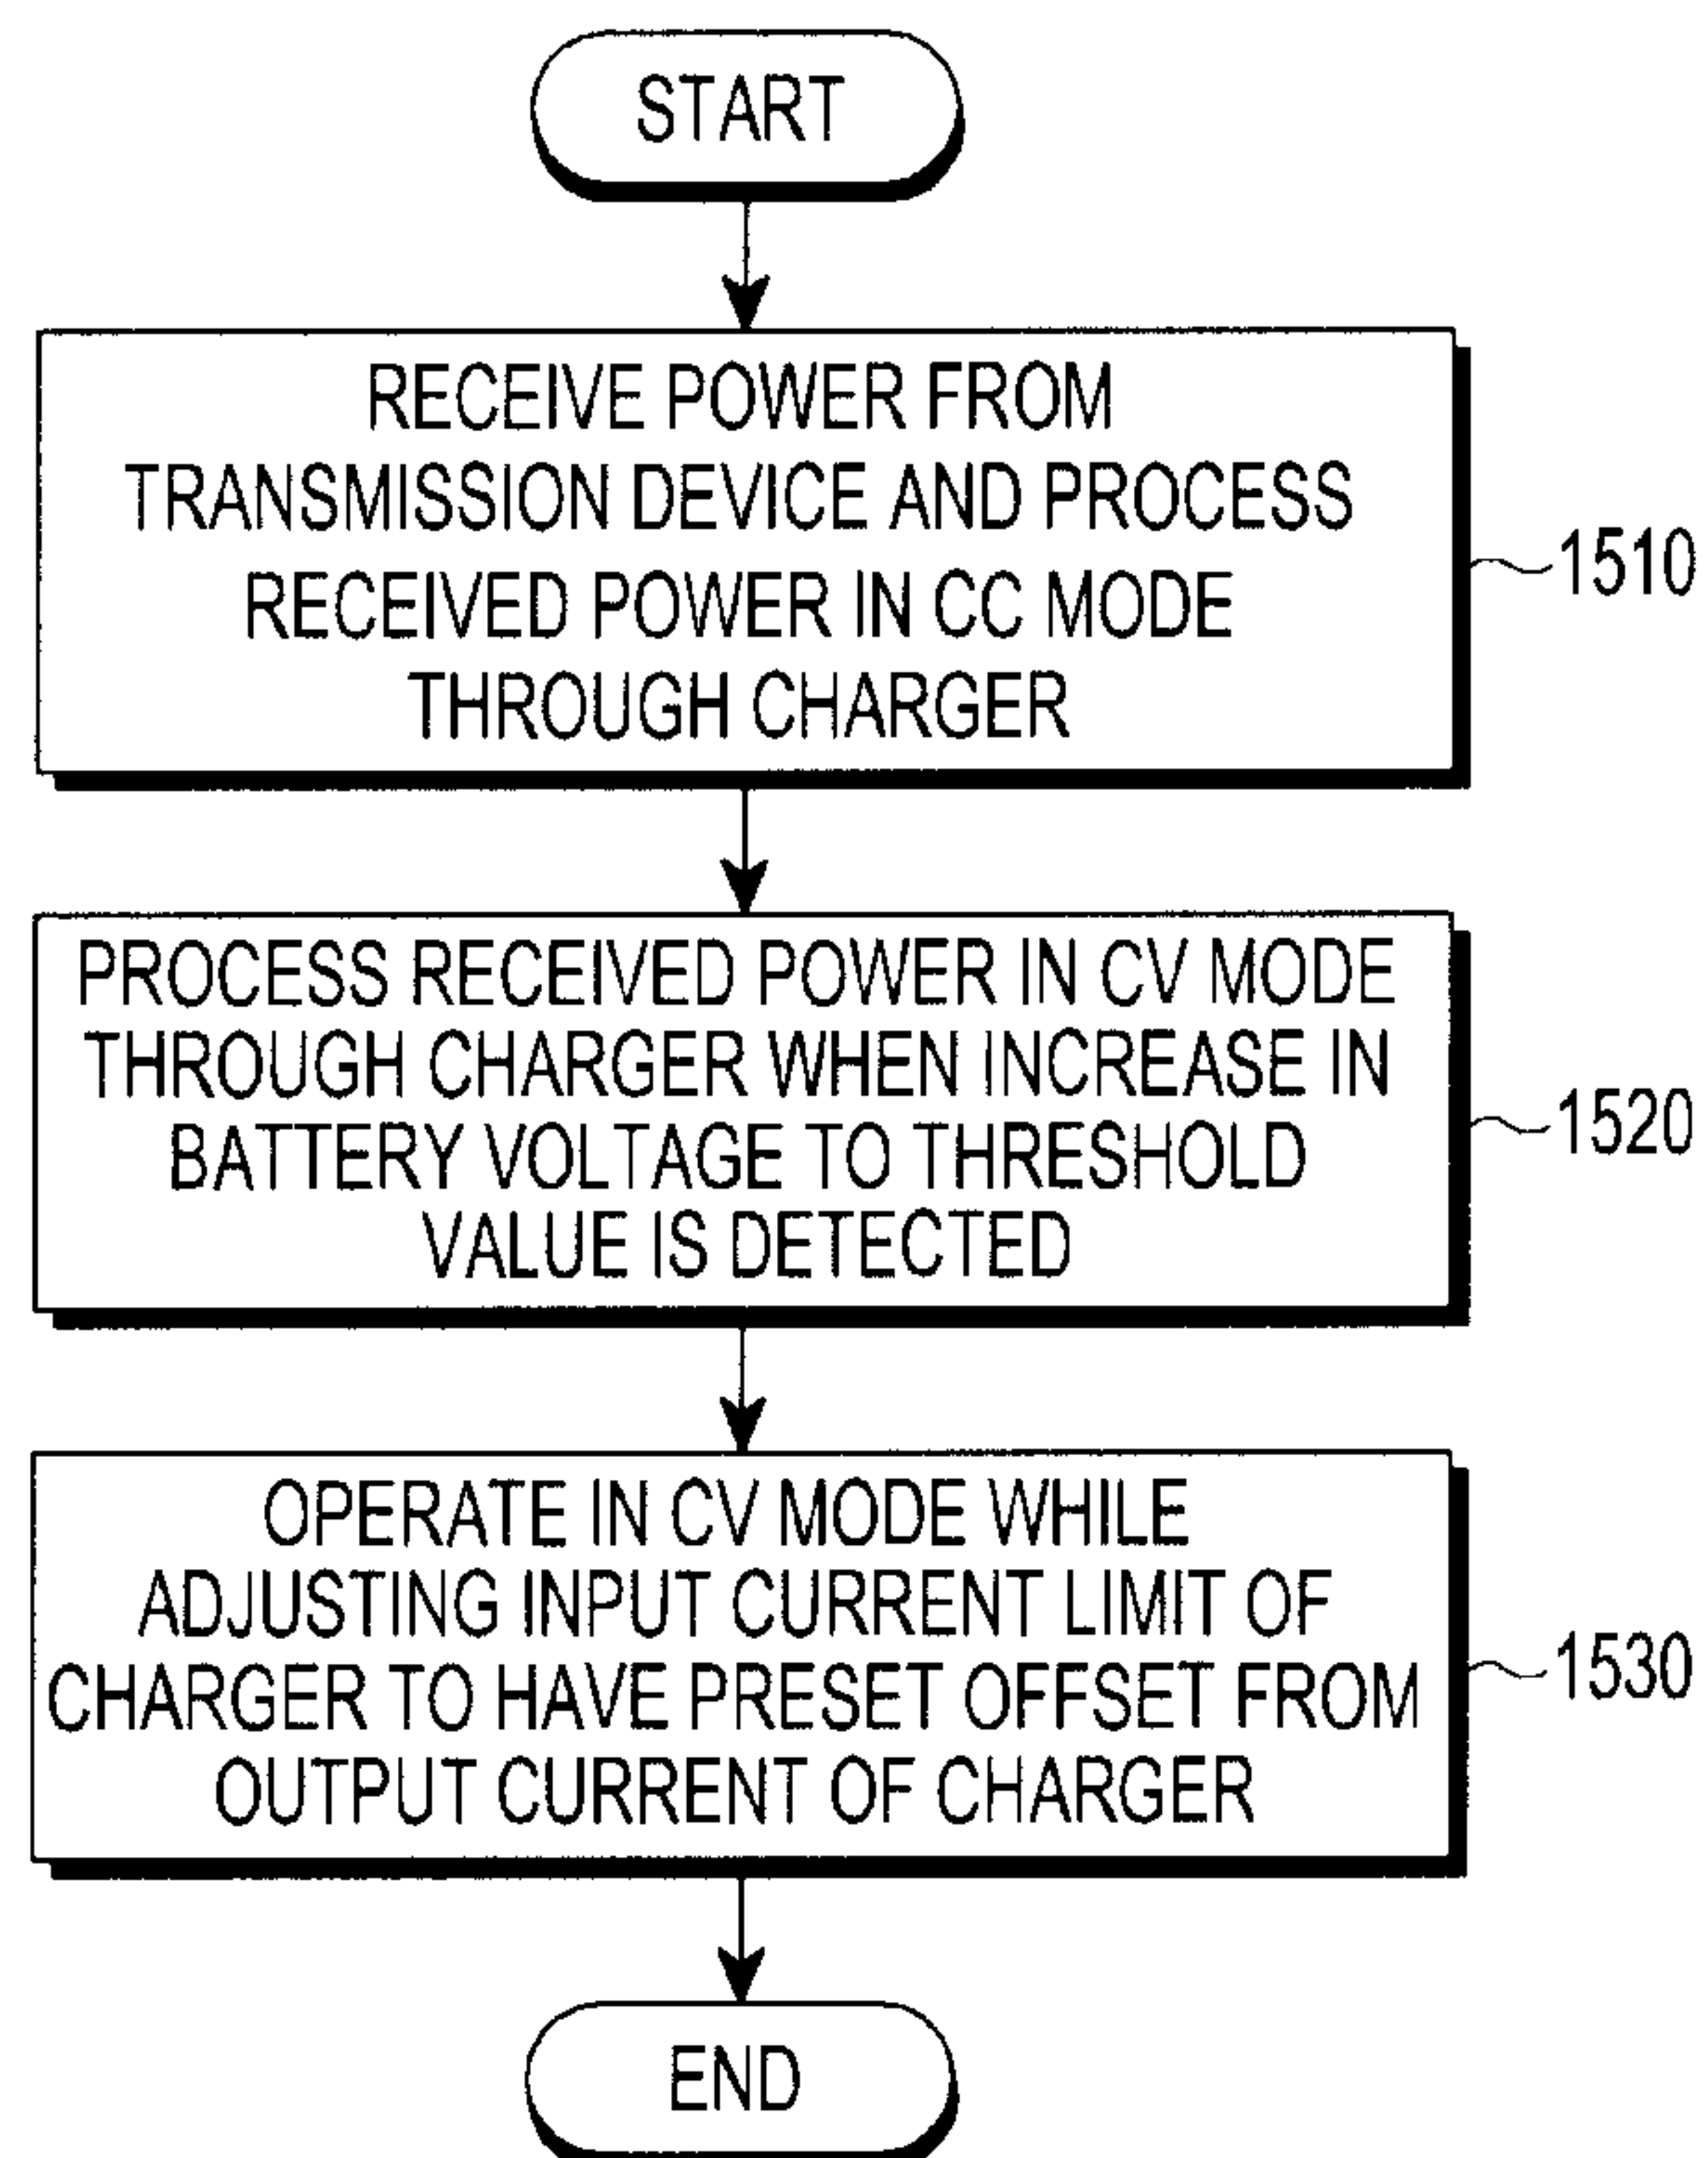 START
RECEIVE POWER FROM
TRANSMISSION DEVICE AND PROCESS
RECEIVED POWER IN CC MODE
THROUGH CHARGER
1510
PROCESS RECEIVED POWER IN CV MODE
THROUGH CHARGER WHEN INCREASE IN
BATTERY VOLTAGE TO THRESHOLD
VALUE IS DETECTED
1520
OPERATE IN CV MODE WHILE
ADJUSTING INPUT CURRENT LIMIT OF
CHARGER TO HAVE PRESET OFFSET FROM
OUTPUT CURRENT OF CHARGER
1530
END